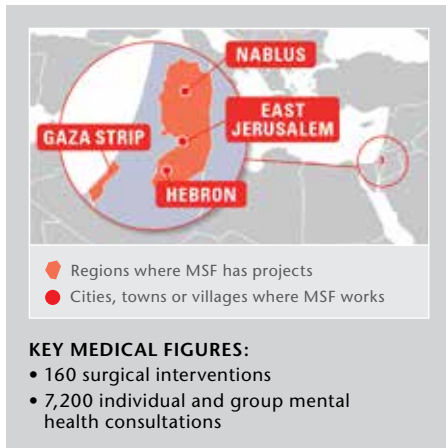 NABLUS
EAST
JERUSALEM
GAZA STRIP
HEBRON
Regions where MSF has projects
Cities, towns or villages where MSF works
KEY MEDICAL FIGURES:
• 160 surgical interventions
• 7,200 individual and group mental
health consultations